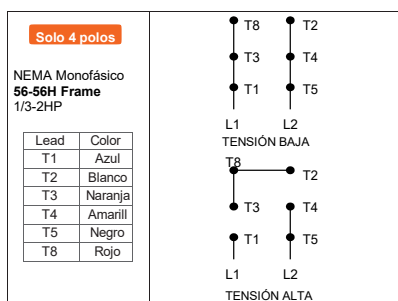 Solo 4 polos
NEMA Monofásico
56-56H Frame
1/3-2HP
Lead Color
T1 Azul
T2 Blanco
T3 Naranja
T4 Amarill
T5 Negro
T8 Rojo
T8 T2
T3 T4
T1 T5
L1 L2
TENSIÓN BAJA
T8
T2
T3 T4
T1 T5
L1 L2
TENSIÓN ALTA